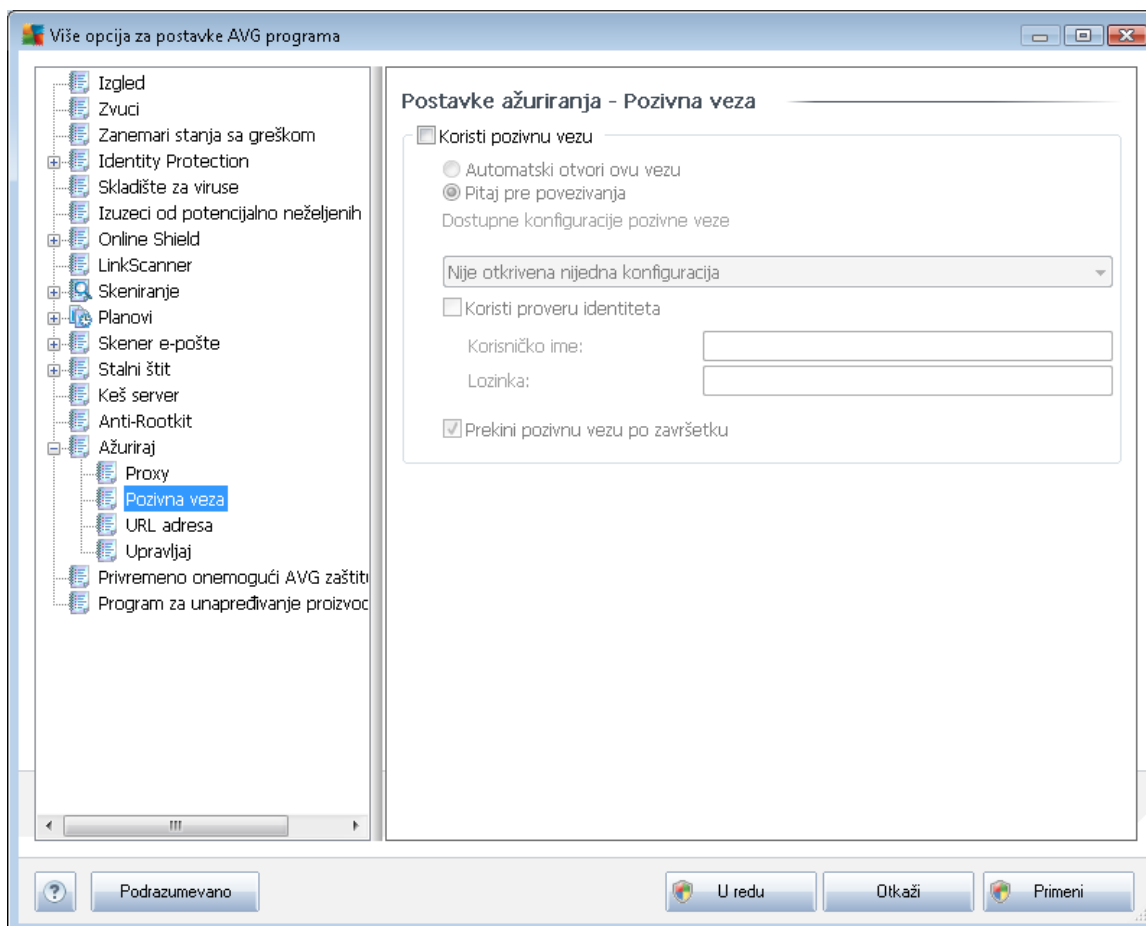 Više opcija za postavke AVG programa
Izgled
Zvuci
Zanemari stanja sa greškom
Identity Protection
Skladište za viruse
Izuzeci od potencijalno neželjenih
Online Shield
LinkScanner
Skeniranje
Planovi
Skener e-pošte
Stalni štit
Keš server
Anti-Rootkit
Ažuriraj
Proxy
Pozivna veza
URL adresa
Upravljaj
Privremeno onemogući AVG zaštitu
Program za unapređivanje proizvod
Postavke ažuriranja - Pozivna veza
Koristi pozivnu vezu
Automatski otvori ovu vezu
Pitaj pre povezivanja
Dostupne konfiguracije pozivne veze
Nije otkrivena nijedna konfiguracija
Koristi proveru identiteta
Korisničko ime:
Lozinka:
Prekini pozivnu vezu po završetku
Podrazumevano
U redu
Otkaži
Primeni